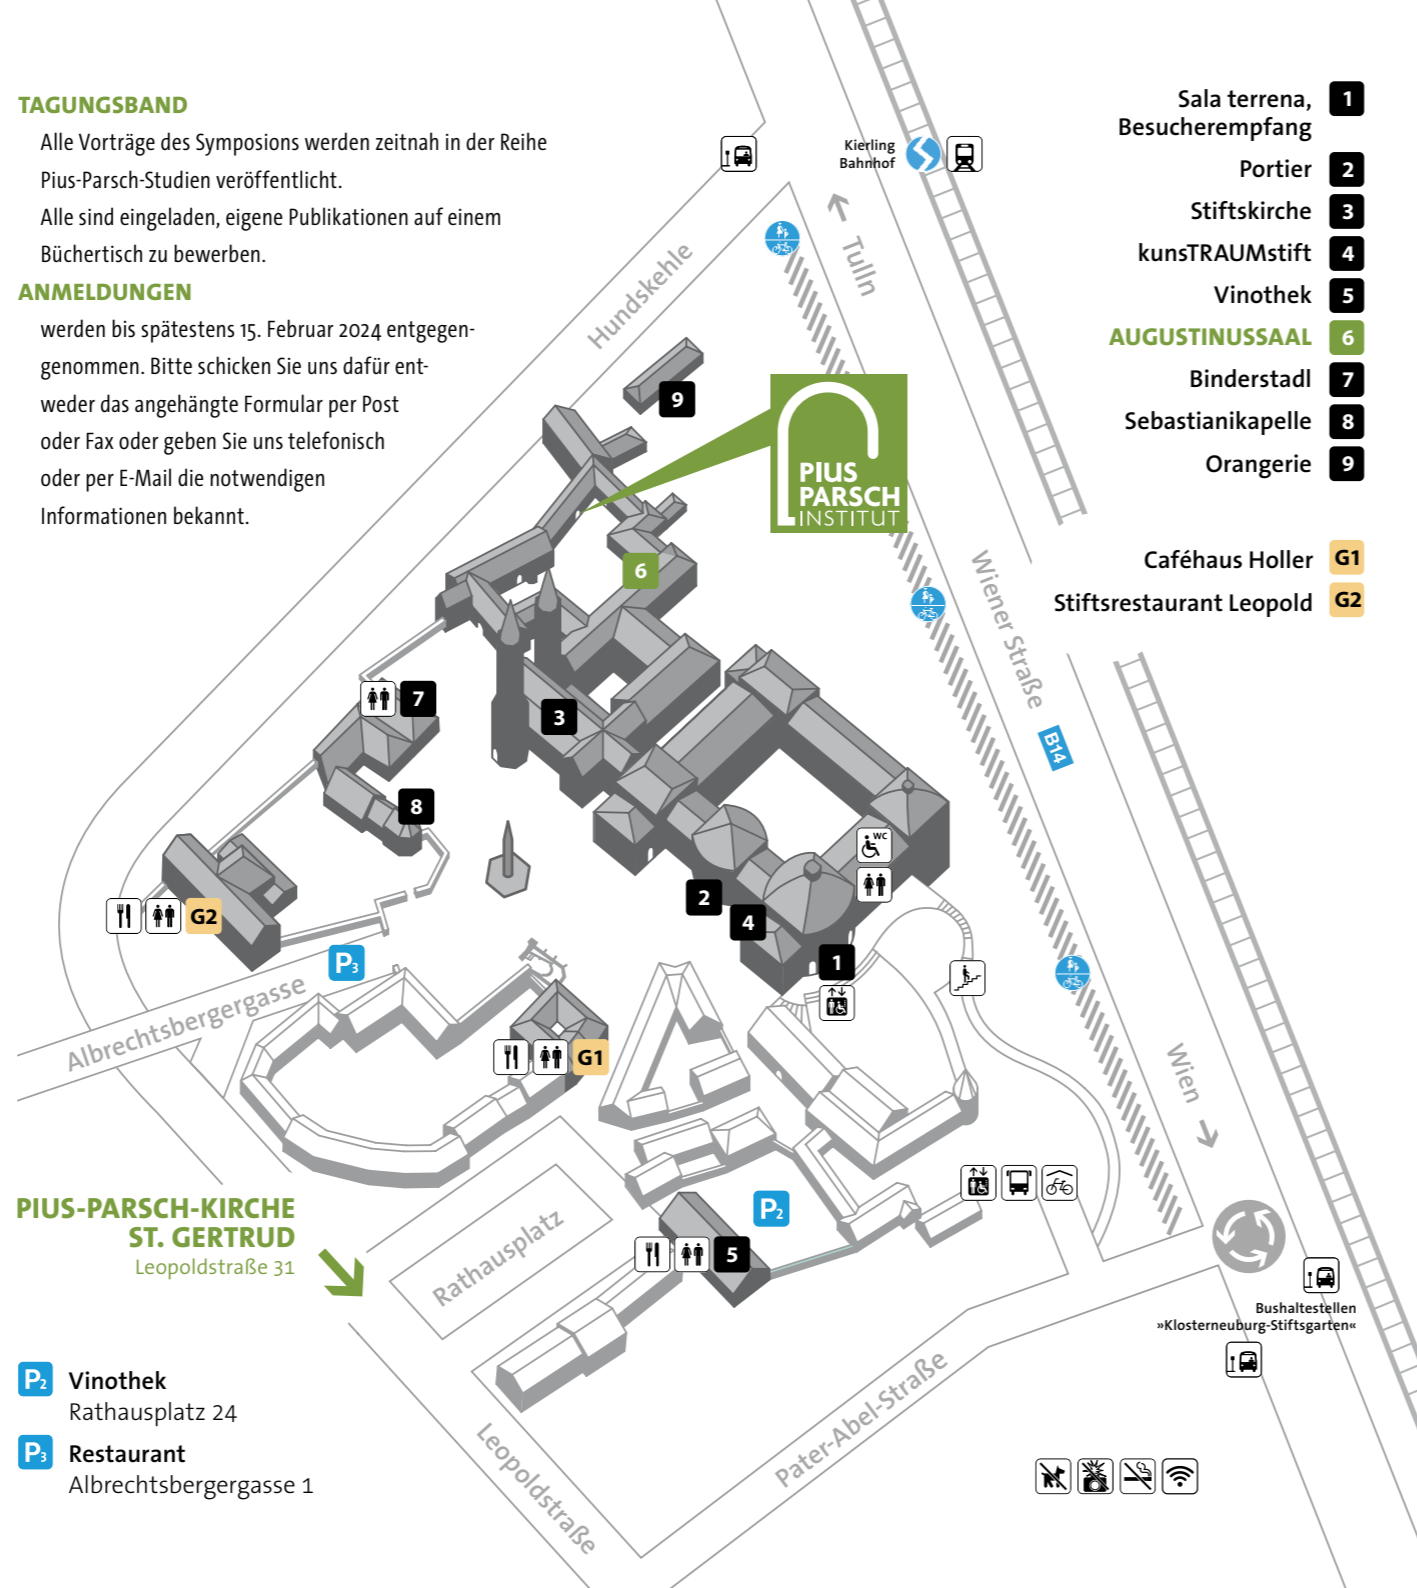 TAGUNGSBAND
Alle Vorträge des Symposions werden zeitnah in der Reihe
Pius-Parsch-Studien veröffentlicht.
Alle sind eingeladen, eigene Publikationen auf einem
Büchertisch zu bewerben.
ANMELDUNGEN
werden bis spätestens 15. Februar 2024 entgegen-
genommen. Bitte schicken Sie uns dafür ent-
weder das angehängte Formular per Post
oder Fax oder geben Sie uns telefonisch
oder per E-Mail die notwendigen
Informationen bekannt.
Sala terrena, 1
Besucherempfang
Portier 2
Stiftskirche 3
kunsTRAUMstift 4
Vinothek 5
AUGUSTINUSSAAL 6
Binderstadl 7
Sebastianikapelle 8
Orangerie 9
Caféhaus Holler G1
Stiftsrestaurant Leopold G2
Kierling
Bahnhof
Tulln
Hundskehle
9
PIUS
PARSCH
INSTITUT
6
Wiener Straße
B14
7
3
8
WC
2
4
G2
P3
1
Albrechtsbergergasse
G1
Wien
PIUS-PARSCH-KIRCHE
ST. GERTRUD
Leopoldstraße 31
P2
Rathausplatz
5
Bushaltestellen
»Klosterneuburg-Stiftsgarten«
P2 Vinothek
Rathausplatz 24
P3 Restaurant
Albrechtsbergergasse 1
Leopoldstraße
Pater-Abel-Straße